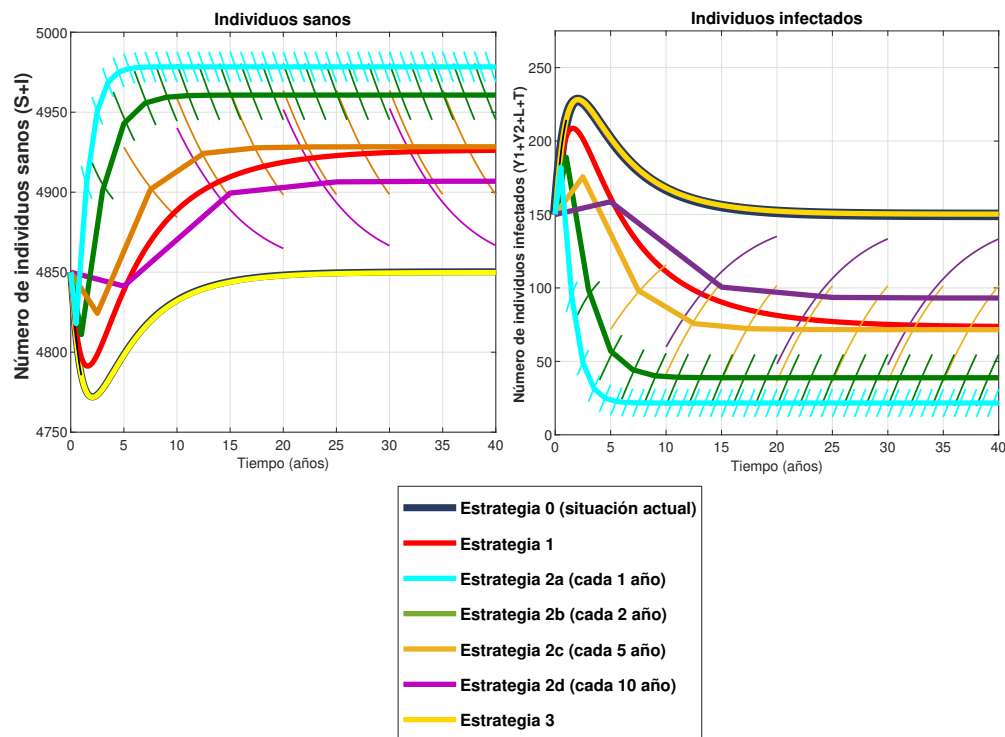 Individuos sanos
5000
4950
4900
4850
4800
4750
Número de individuos sanos (S+I)
0 5 10 15 20 25 30 35 40
Tiempo (años)
Individuos infectados
250
200
150
100
50
0
Número de individuos infectados (Y1+Y2+L+T)
0 5 10 15 20 25 30 35 40
Tiempo (años)
Estrategia 0 (situación actual)
Estrategia 1
Estrategia 2a (cada 1 año)
Estrategia 2b (cada 2 año)
Estrategia 2c (cada 5 año)
Estrategia 2d (cada 10 año)
Estrategia 3